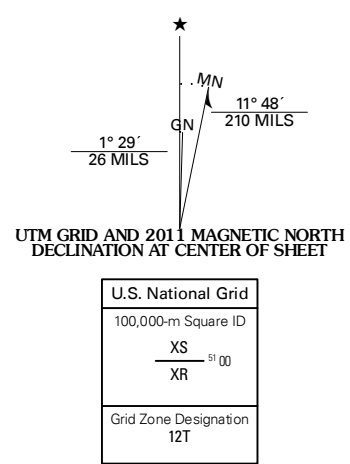 ★
MN
11° 48´
210 MILS
GN
1° 29´
26 MILS
UTM GRID AND 2011 MAGNETIC NORTH
DECLINATION AT CENTER OF SHEET
U.S. National Grid
100,000-m Square ID
XS
51 00
XR
Grid Zone Designation
12T